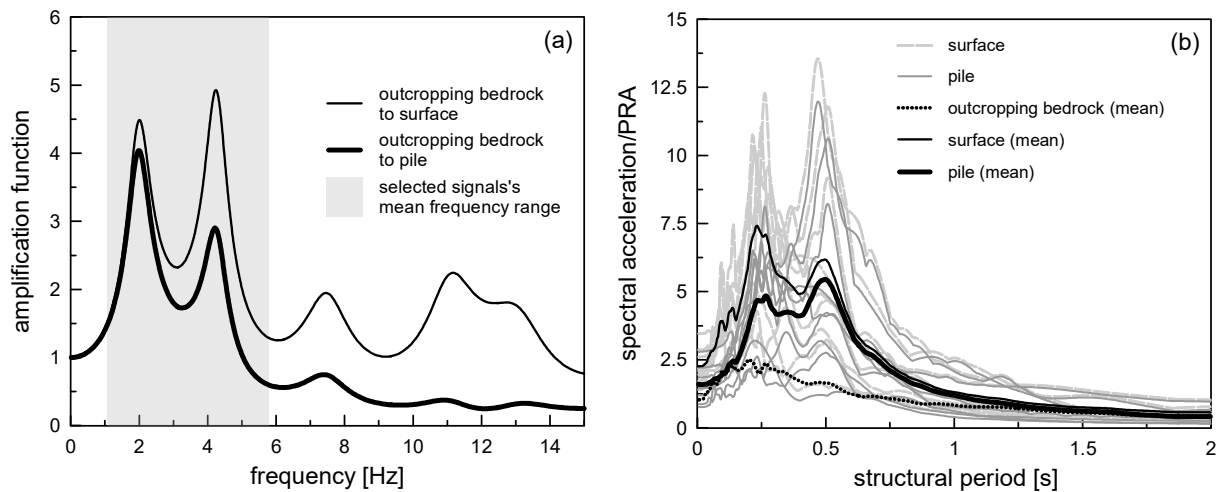 (a)
6
5
4
3
2
1
0
amplification function
outcropping bedrock
to surface
outcropping bedrock
to pile
selected signals's
mean frequency range
0 2 4 6 8 10 12 14
frequency [Hz]
(b)
15
12.5
10
7.5
5
2.5
0
spectral acceleration/PRA
surface
pile
outcropping bedrock (mean)
surface (mean)
pile (mean)
0 0.5 1 1.5 2
structural period [s]